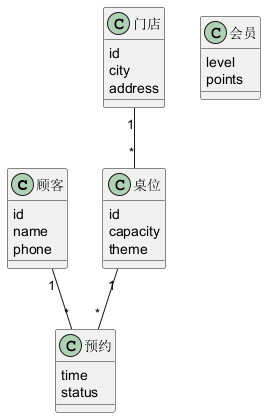 C 门店
id
city
address
C 会员
level
points
1
*
C 顾客
id
name
phone
C 桌位
id
capacity
theme
1
*
1
*
C 预约
time
status